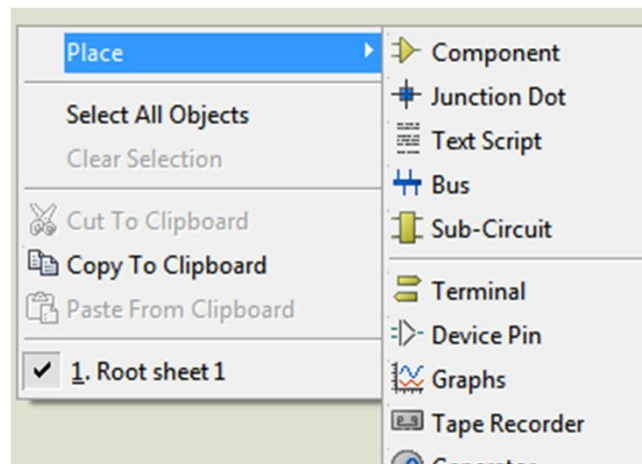 Place
Select All Objects
Clear Selection
Cut To Clipboard
Copy To Clipboard
Paste From Clipboard
1. Root sheet 1
Component
Junction Dot
Text Script
Bus
Sub-Circuit
Terminal
Device Pin
Graphs
Tape Recorder